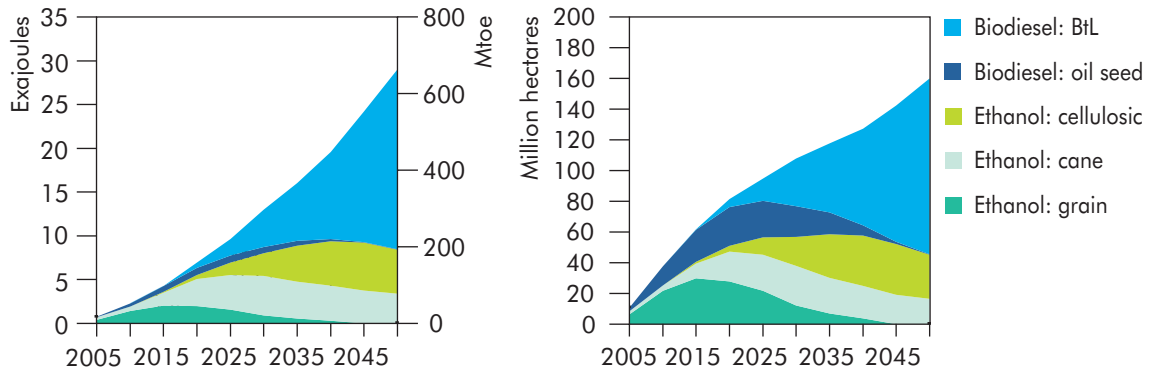 Exajoules
35
30
25
20
15
10
5
0
800
600
400
200
0
Mtoe
2005 2015 2025 2035 2045
Million hectares
200
180
160
140
120
100
80
60
40
20
0
2005 2015 2025 2035 2045
Biodiesel: BtL
Biodiesel: oil seed
Ethanol: cellulosic
Ethanol: cane
Ethanol: grain